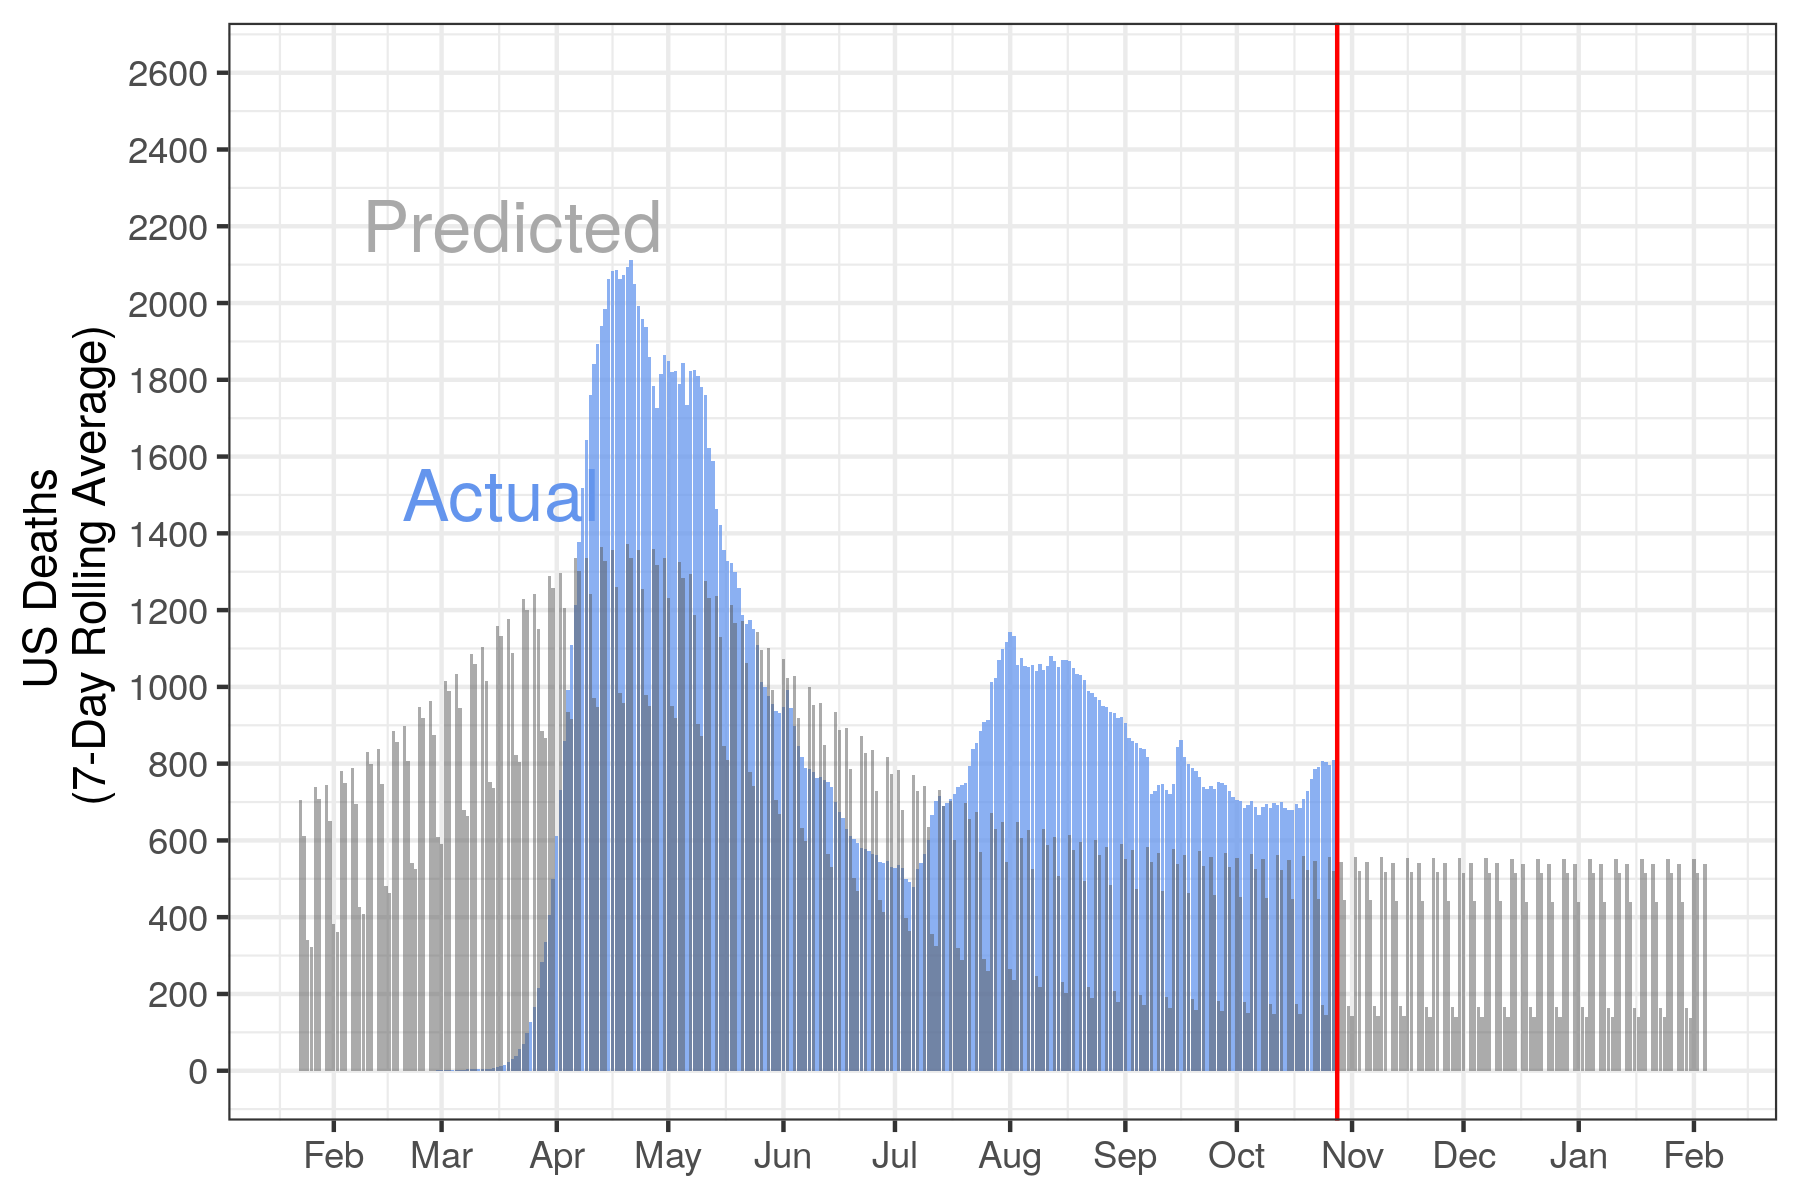 2600
2400
2200
2000
1800
1600
1400
1200
1000
800
600
400
200
0
US Deaths
(7-Day Rolling Average)
Predicted
Actual
Feb Mar Apr May Jun Jul Aug Sep Oct Nov Dec Jan Feb